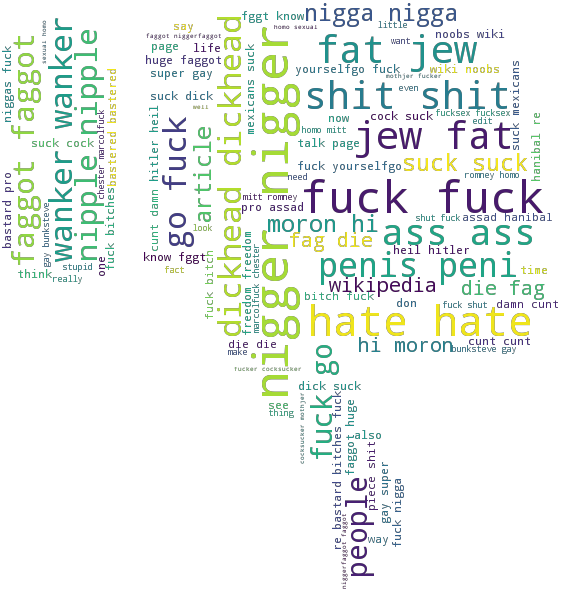 nigga nigga
fat jew
shit shit
jew fat
suck suck
fuck fuck
ass ass
penis peni
hate hate
moron hi
hi moron
fag die
die fag
wikipedia
nigger nigger
dickhead dickhead
faggot faggot
wanker wanker
nipple nipple
go fuck
fuck go
article
people
fggt know
know fggt
homo sexual
sexual homo
little
noobs wiki
wiki noobs
want
yourselfgo fuck
fuck yourselfgo
mothjer fucker
even
fucksex fucksex
edit
cock suck
suck cock
now
homo mitt
talk page
need
romney homo
mitt romney
pro assad
assad hanibal
hanibal re
shut fuck
fuck shut
heil hitler
time
bitch fuck
fuck bitch
don
damn cunt
cunt cunt
bunksteve gay
gay bunksteve
suck mexicans
mexicans suck
say
page
life
huge faggot
faggot huge
super gay
gay super
suck dick
dick suck
well
look
fact
faggot niggerfaggot
niggerfaggot faggot
niggas fuck
bastard pro
think
really
stupid
one
chester marcolfuck
marcolfuck chester
fuck bitches
bastered bastered
cunt damn
hitler heil
freedom freedom
die die
make
fucker cocksucker
cocksucker mothjer
see
thing
also
re bastard
bitches fuck
piece shit
fuck nigga
way